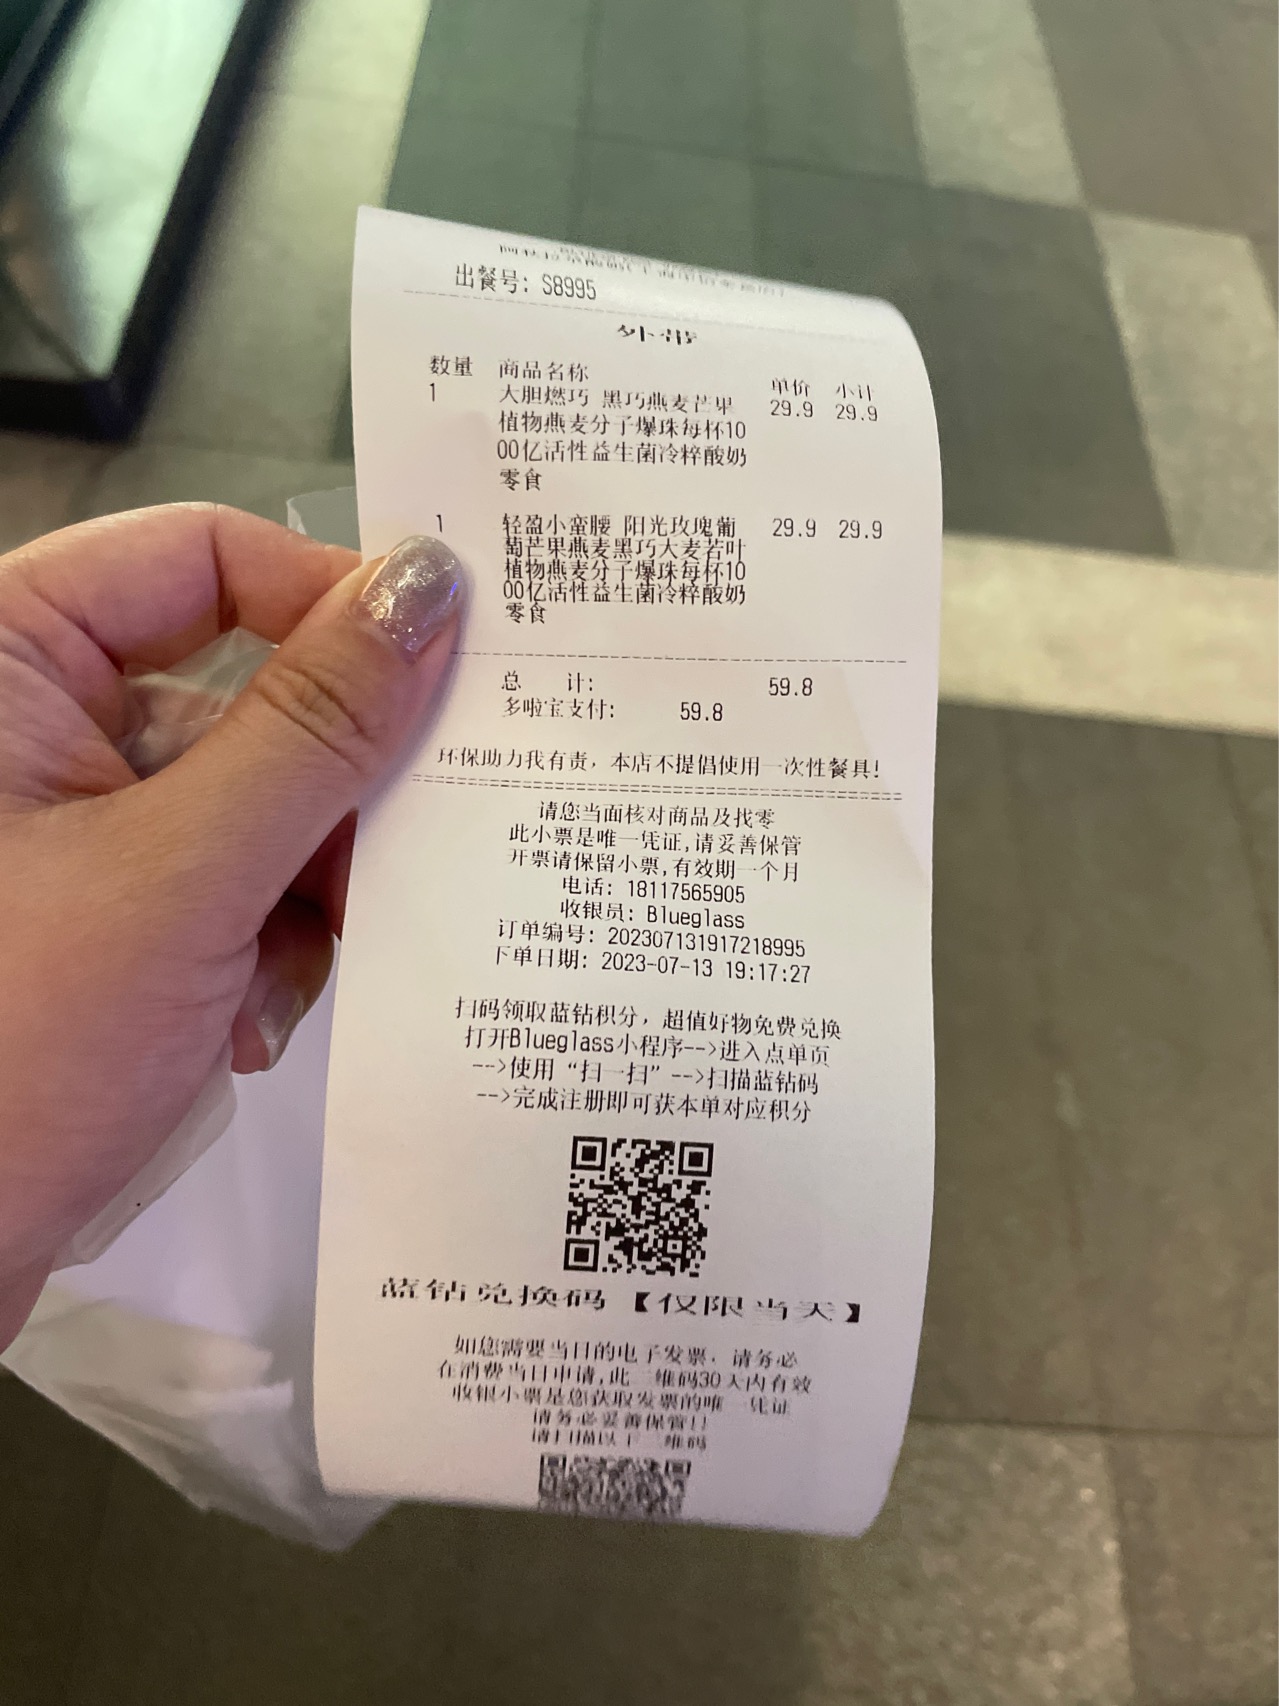 出餐号: S8995
外带
数量 商品名称 单价 小计
1 大胆燃巧 黑巧燕麦芒果 29.9 29.9
植物燕麦分子爆珠每杯10
00亿活性益生菌冷粹酸奶
零食
1 轻盈小蛮腰 阳光玫瑰葡 29.9 29.9
萄芒果燕麦黑巧大麦若叶
植物燕麦分子爆珠每杯10
00亿活性益生菌冷粹酸奶
零食
总 计: 59.8
多啦宝支付: 59.8
环保助力我有责，本店不提倡使用一次性餐具!
请您当面核对商品及找零
此小票是唯一凭证,请妥善保管
开票请保留小票,有效期一个月
电话: 18117565905
收银员: Blueglass
订单编号: 202307131917218995
下单日期: 2023-07-13 19:17:27
扫码领取蓝钻积分，超值好物免费兑换
打开Blueglass小程序-->进入点单页
-->使用“扫一扫”-->扫描蓝钻码
-->完成注册即可获本单对应积分
蓝钻兑换码【仅限当天】
如您需要当日的电子发票，请务必
在消费当日申请,此二维码30天内有效
收银小票是您获取发票的唯一凭证
请务必妥善保管!!
请扫描以下二维码